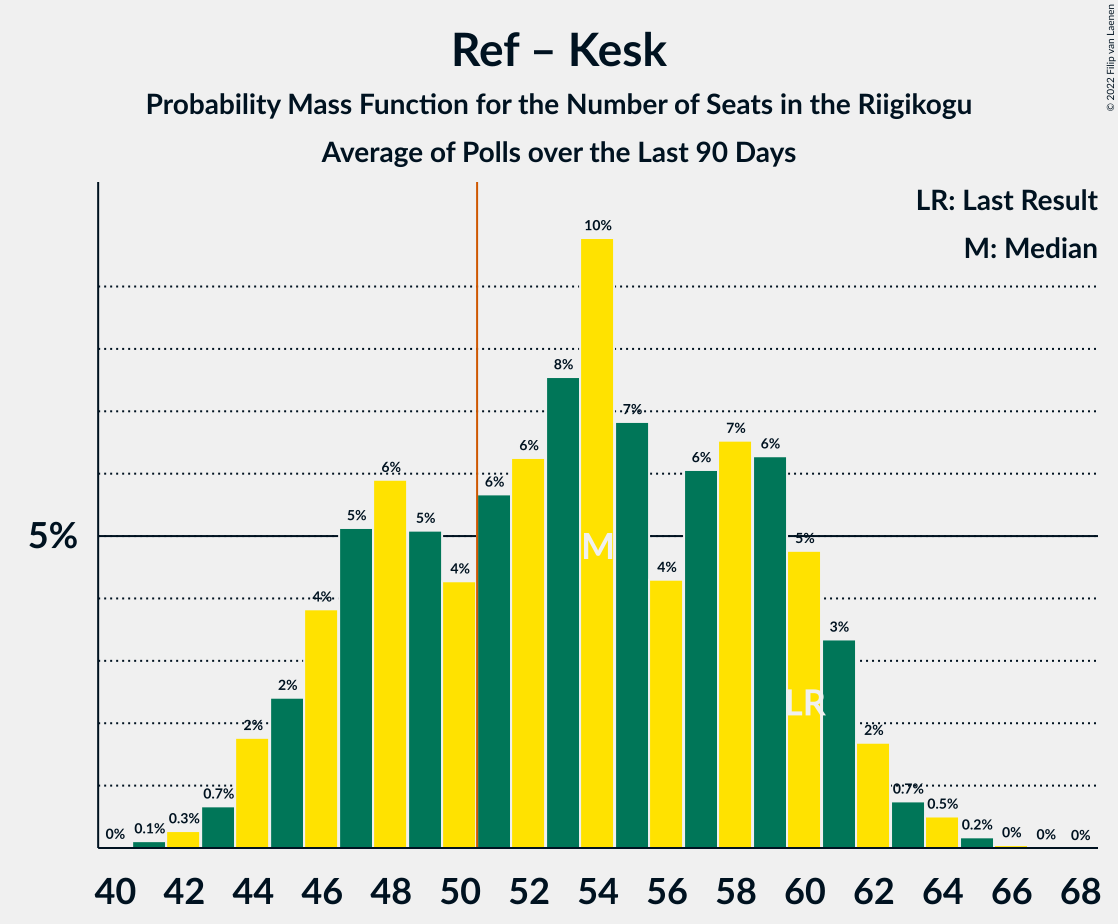 Ref – Kesk
Probability Mass Function for the Number of Seats in the Riigikogu
Average of Polls over the Last 90 Days
© 2022 Filip van Laenen
LR: Last Result
M: Median
5%
0% 0.1% 0.3% 0.7% 2% 2% 4% 5% 6% 5% 4% 6% 6% 8% 10% 7% 4% 6% 7% 6% 5% 3% 2% 0.7% 0.5% 0.2% 0% 0% 0%
M
LR
40 42 44 46 48 50 52 54 56 58 60 62 64 66 68